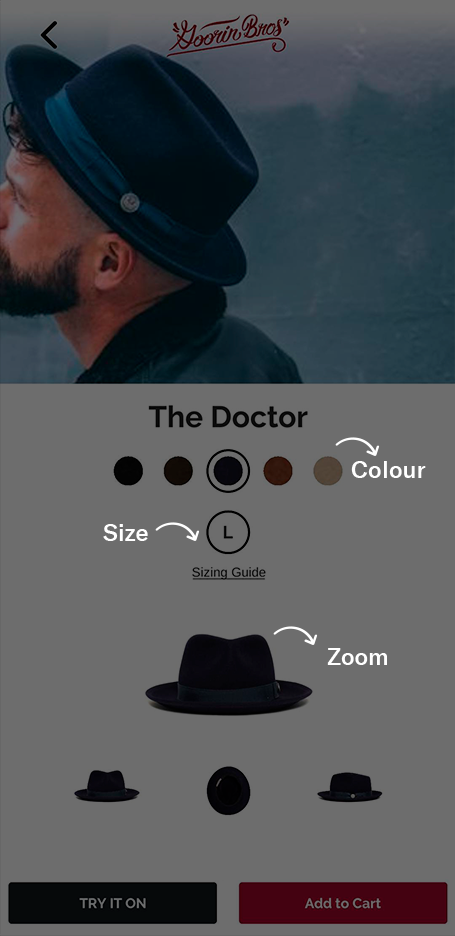 "Goorin Bros"
The Doctor
Colour
Size
L
Sizing Guide
Zoom
TRY IT ON
Add to Cart